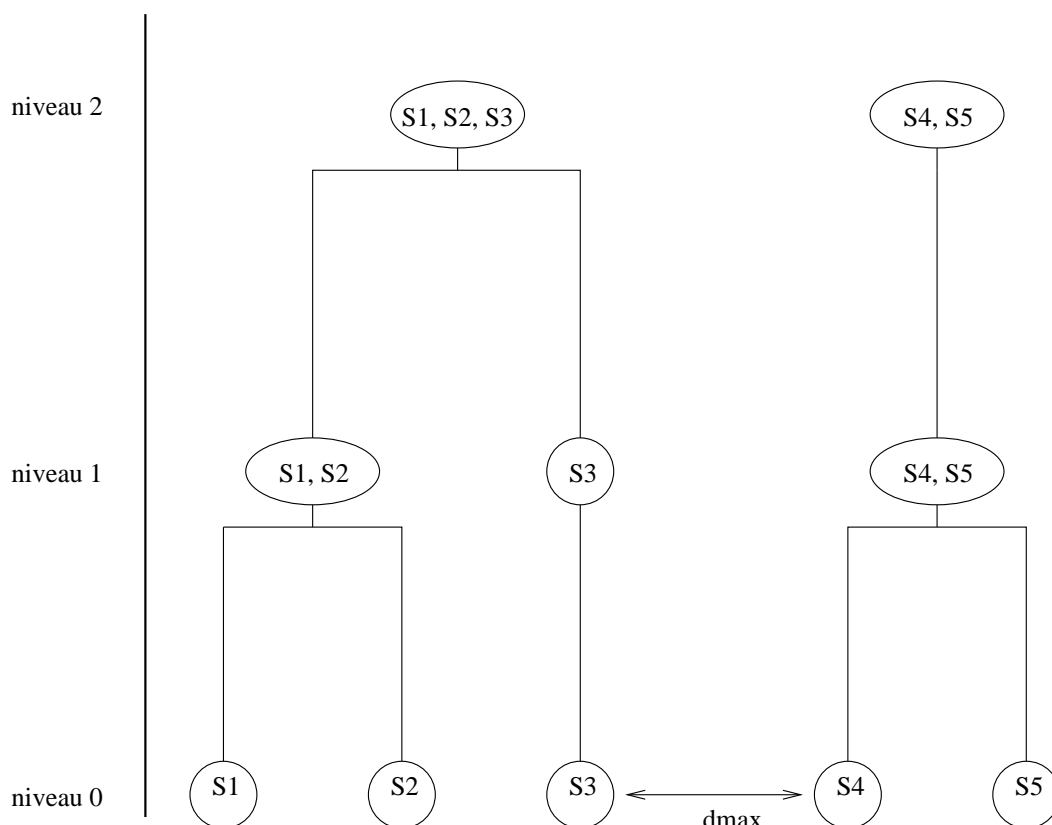 niveau 2
S1, S2, S3
S4, S5
niveau 1
S1, S2
S3
S4, S5
niveau 0
S1
S2
S3
dmax
S4
S5